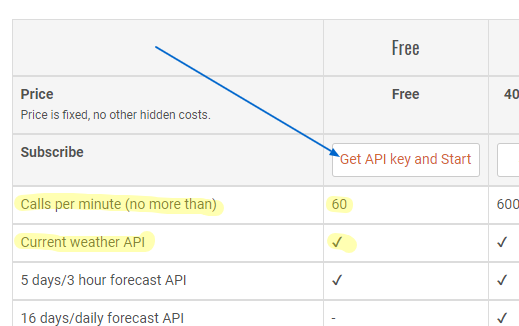 Free
Price Free 40
Price is fixed, no other hidden costs.
Subscribe Get API key and Start
Calls per minute (no more than) 60 600
Current weather API ✓ ✓
5 days/3 hour forecast API ✓ ✓
16 days/daily forecast API - ✓